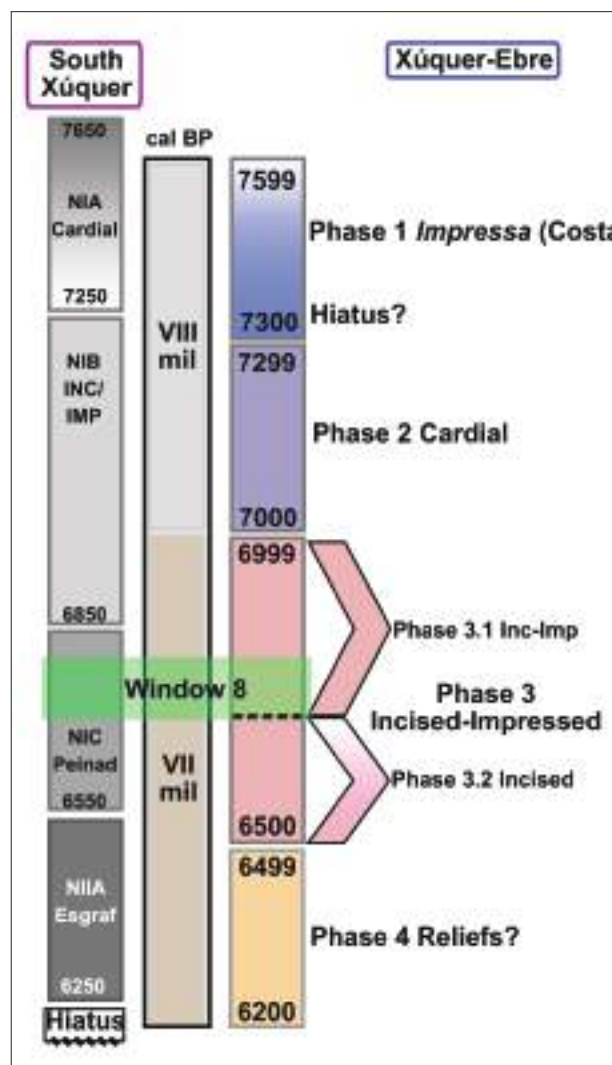 South
Xúquer
7650
NIA
Cardial
7250
NIB
INC/
IMP
6850
NIC
Peinad
6550
NIIA
Esgraf
6250
Hiatus
cal BP
VIII
mil
VII
mil
Window 8
Xúquer-Ebre
7599
7300
7299
7000
6999
6500
6499
6200
Phase 1 Impressa (Costa
Hiatus?
Phase 2 Cardial
Phase 3.1 Inc-Imp
Phase 3
Incised-Impressed
Phase 3.2 Incised
Phase 4 Reliefs?